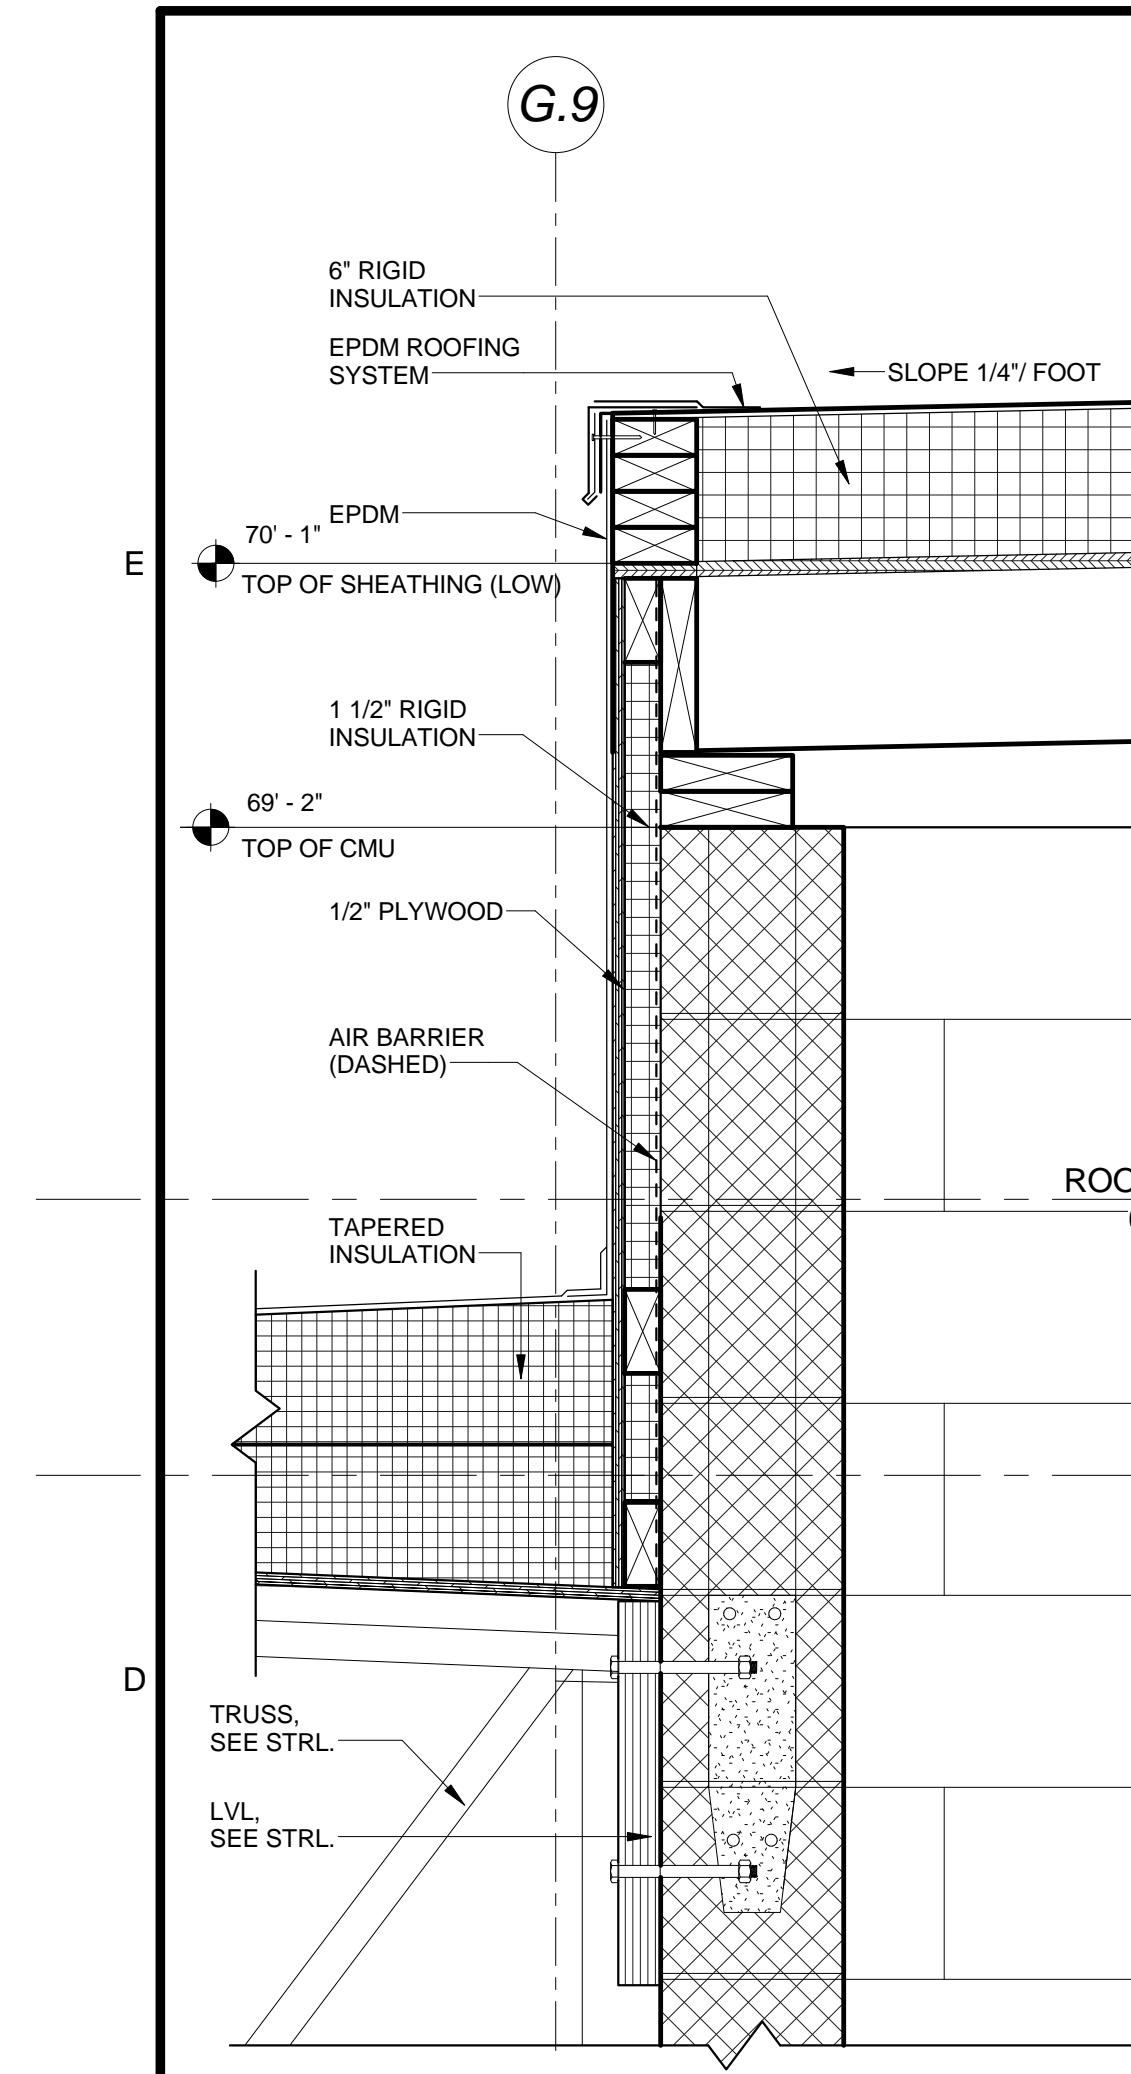 G.9
6" RIGID
INSULATION
EPDM ROOFING
SYSTEM
SLOPE 1/4"/ FOOT
EPDM
70' - 1"
E
TOP OF SHEATHING (LOW)
1 1/2" RIGID
INSULATION
69' - 2"
TOP OF CMU
1/2" PLYWOOD
AIR BARRIER
(DASHED)
ROO
(
TAPERED
INSULATION
D
TRUSS,
SEE STRL.
LVL,
SEE STRL.